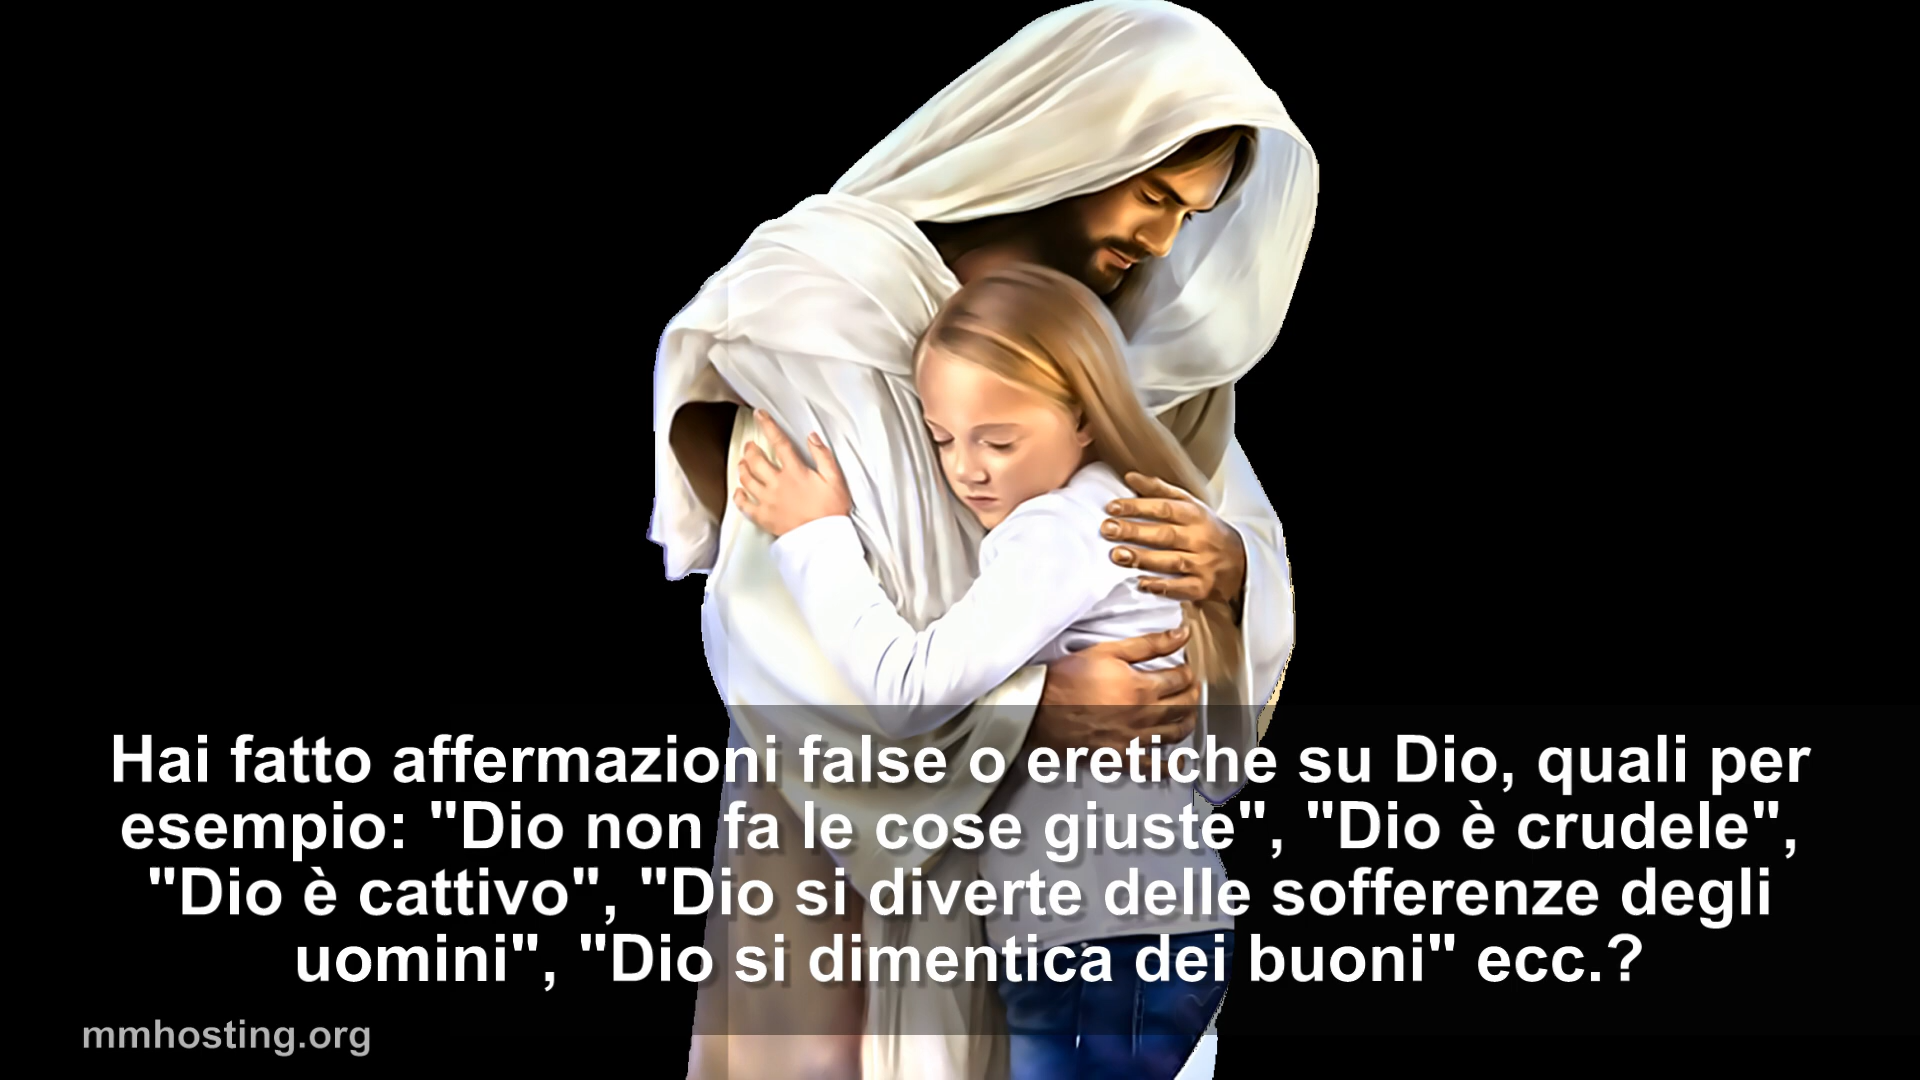 Hai fatto affermazioni false o eretiche su Dio, quali per
esempio: "Dio non fa le cose giuste", "Dio è crudele",
"Dio è cattivo", "Dio si diverte delle sofferenze degli
uomini", "Dio si dimentica dei buoni" ecc.?
mmhosting.org